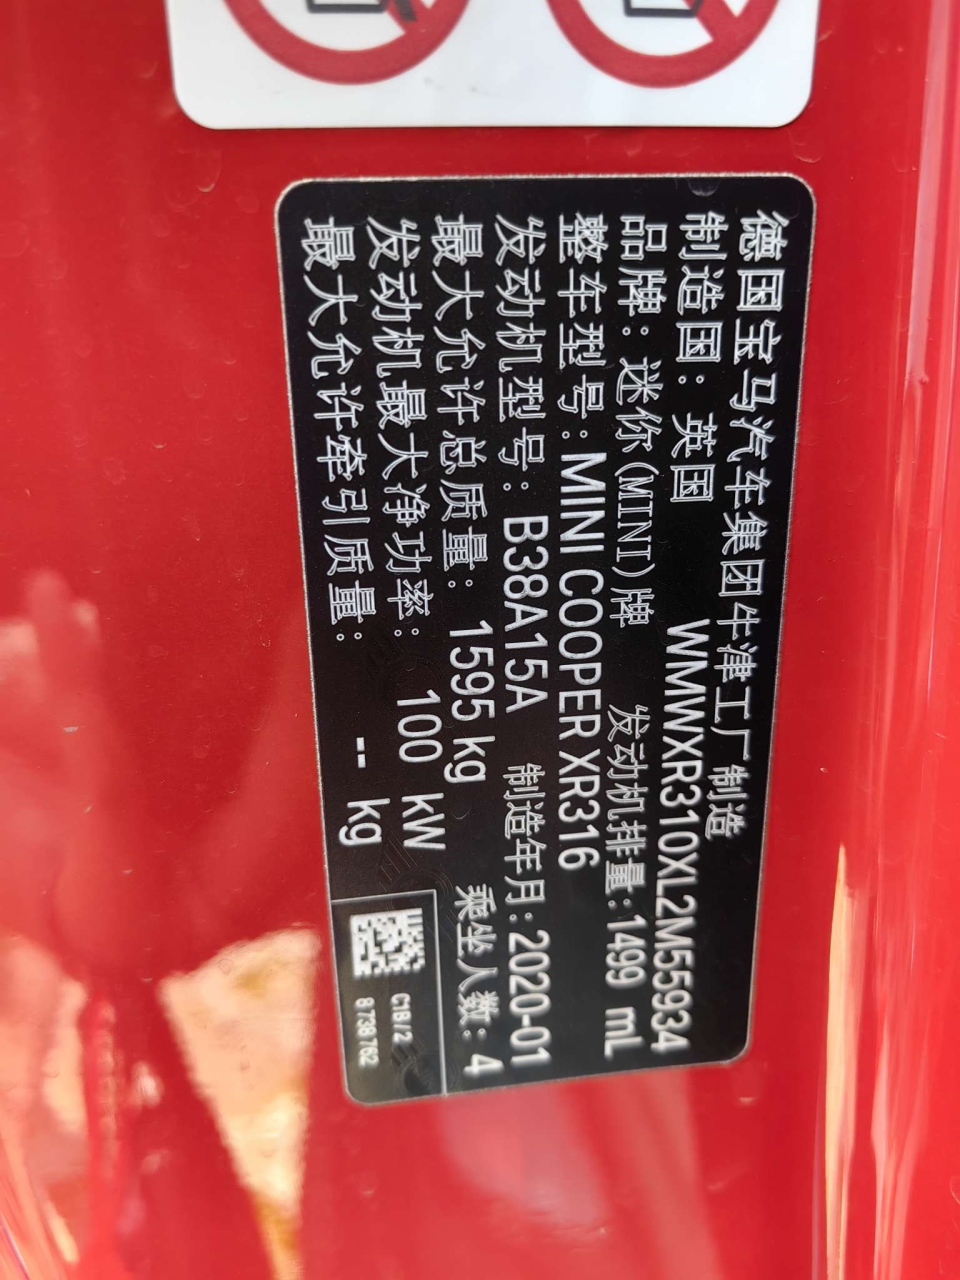 德国宝马汽车集团牛津工厂制造
制造国：英国 WMWXR310XL2M55934
品牌：迷你(MINI)牌 发动机排量：1499 mL
整车型号：MINI COOPER XR316
发动机型号：B38A15A 制造年月：2020-01
最大允许总质量：1595 kg 乘坐人数：4
发动机最大净功率：100 kW
最大允许牵引质量：-- kg
C1B/2
8 738 762